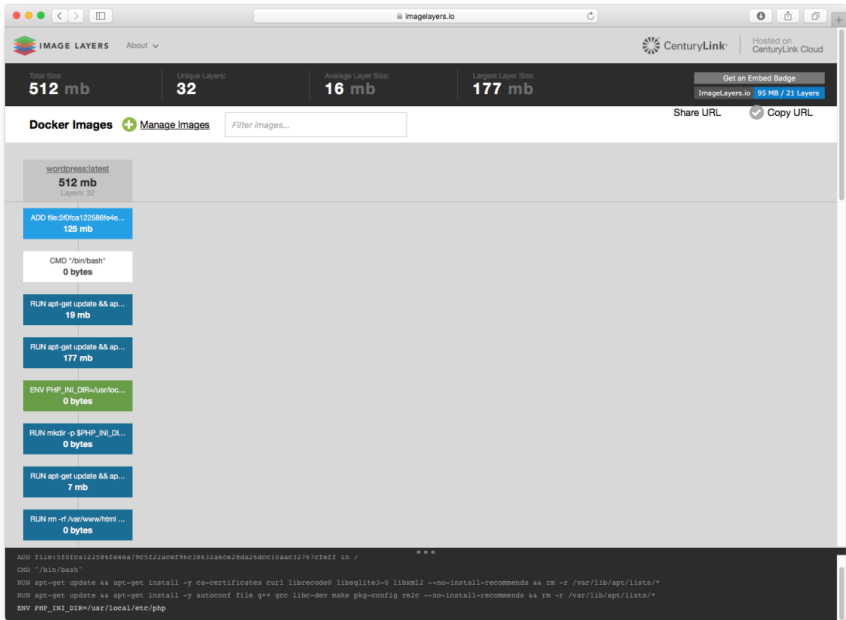 imagelayers.io
IMAGE LAYERS About
CenturyLink Hosted on CenturyLink Cloud
Total Size: Unique Layers: Average Layer Size: Largest Layer Size:
512 mb 32 16 mb 177 mb
Get an Embed Badge
ImageLayers.io 95 MB / 21 Layers
Docker Images Manage Images Filter images... Share URL Copy URL
wordpress:latest
512 mb
Layers: 32
ADD file:5f0fca122586fe4e...
125 mb
CMD "/bin/bash"
0 bytes
RUN apt-get update && ap...
19 mb
RUN apt-get update && ap...
177 mb
ENV PHP_INI_DIR=/usr/loc...
0 bytes
RUN mkdir -p $PHP_INI_DI...
0 bytes
RUN apt-get update && ap...
7 mb
RUN rm -rf /var/www/html ...
0 bytes
ADD in /
CMD "/bin/bash"
RUN apt-get update && apt-get install -y ca-certificates curl librecode0 libsqlite3-0 libxml2 --no-install-recommends && rm -r /var/lib/apt/lists/*
RUN apt-get update && apt-get install -y autoconf file g++ gcc libc-dev make pkg-config re2c --no-install-recommends && rm -r /var/lib/apt/lists/*
ENV PHP_INI_DIR=/usr/local/etc/php